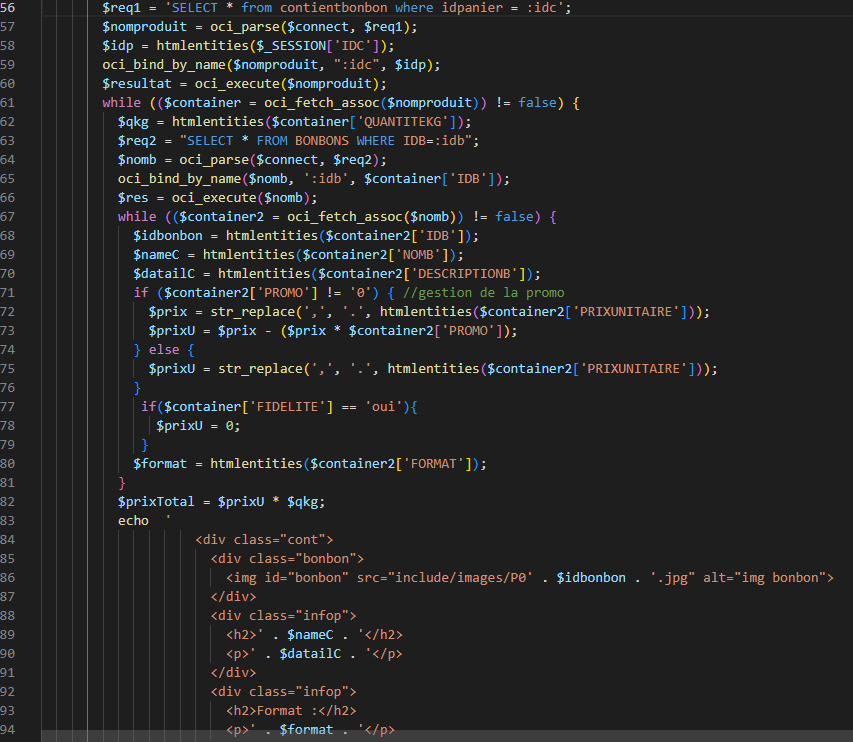 56 $req1 = 'SELECT * from contientbonbon where idpanier = :idc';
57 $nomproduit = oci_parse($connect, $req1);
58 $idp = htmlentities($_SESSION['IDC']);
59 oci_bind_by_name($nomproduit, ":idc", $idp);
60 $resultat = oci_execute($nomproduit);
61 while (($container = oci_fetch_assoc($nomproduit)) != false) {
62 $qkg = htmlentities($container['QUANTITEKG']);
63 $req2 = "SELECT * FROM BONBONS WHERE IDB=:idb";
64 $nomb = oci_parse($connect, $req2);
65 oci_bind_by_name($nomb, ':idb', $container['IDB']);
66 $res = oci_execute($nomb);
67 while (($container2 = oci_fetch_assoc($nomb)) != false) {
68 $idbonbon = htmlentities($container2['IDB']);
69 $nameC = htmlentities($container2['NOMB']);
70 $datailC = htmlentities($container2['DESCRIPTIONB']);
71 if ($container2['PROMO'] != '0') { //gestion de la promo
72 $prix = str_replace(',', '.', htmlentities($container2['PRIXUNITAIRE']));
73 $prixU = $prix - ($prix * $container2['PROMO']);
74 } else {
75 $prixU = str_replace(',', '.', htmlentities($container2['PRIXUNITAIRE']));
76 }
77 if($container['FIDELITE'] == 'oui'){
78 $prixU = 0;
79 }
80 $format = htmlentities($container2['FORMAT']);
81 }
82 $prixTotal = $prixU * $qkg;
83 echo '
84 <div class="cont">
85 <div class="bonbon">
86 <img id="bonbon" src="include/images/P0' . $idbonbon . '.jpg" alt="img bonbon">
87 </div>
88 <div class="infop">
89 <h2>' . $nameC . '</h2>
90 <p>' . $datailC . '</p>
91 </div>
92 <div class="infop">
93 <h2>Format :</h2>
94 <p>' . $format . '</p>